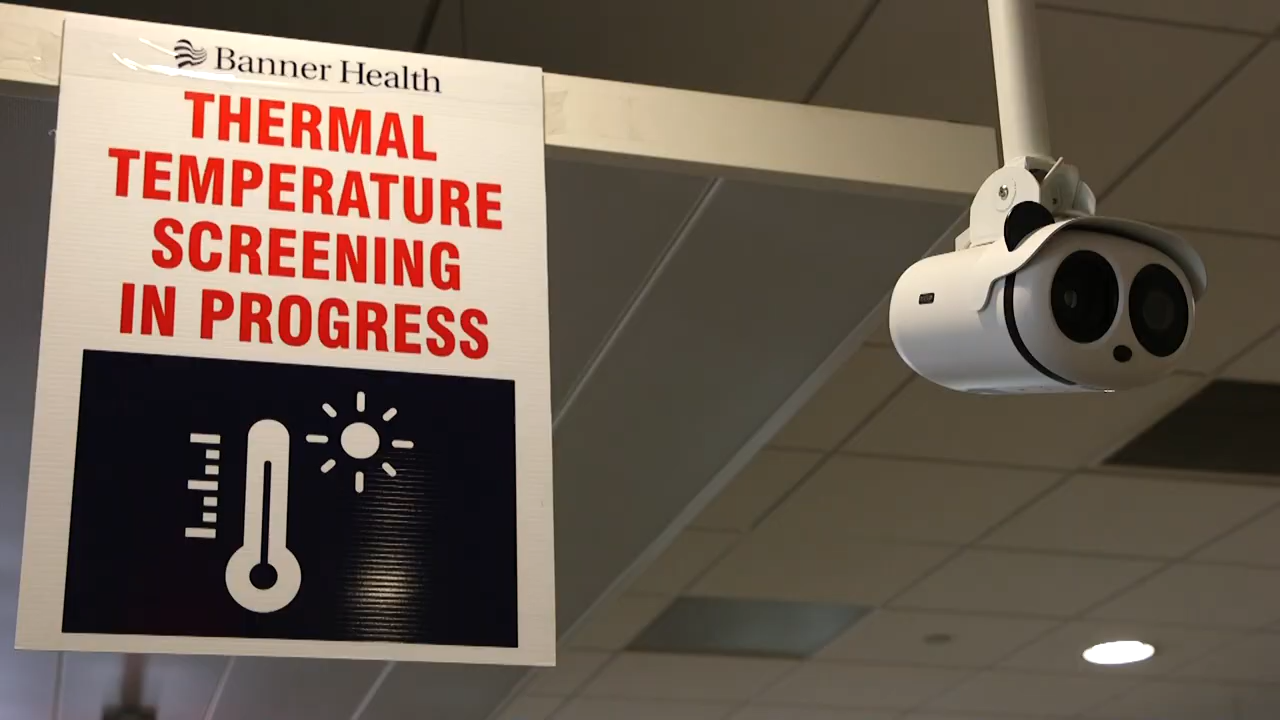 Banner Health
THERMAL
TEMPERATURE
SCREENING
IN PROGRESS